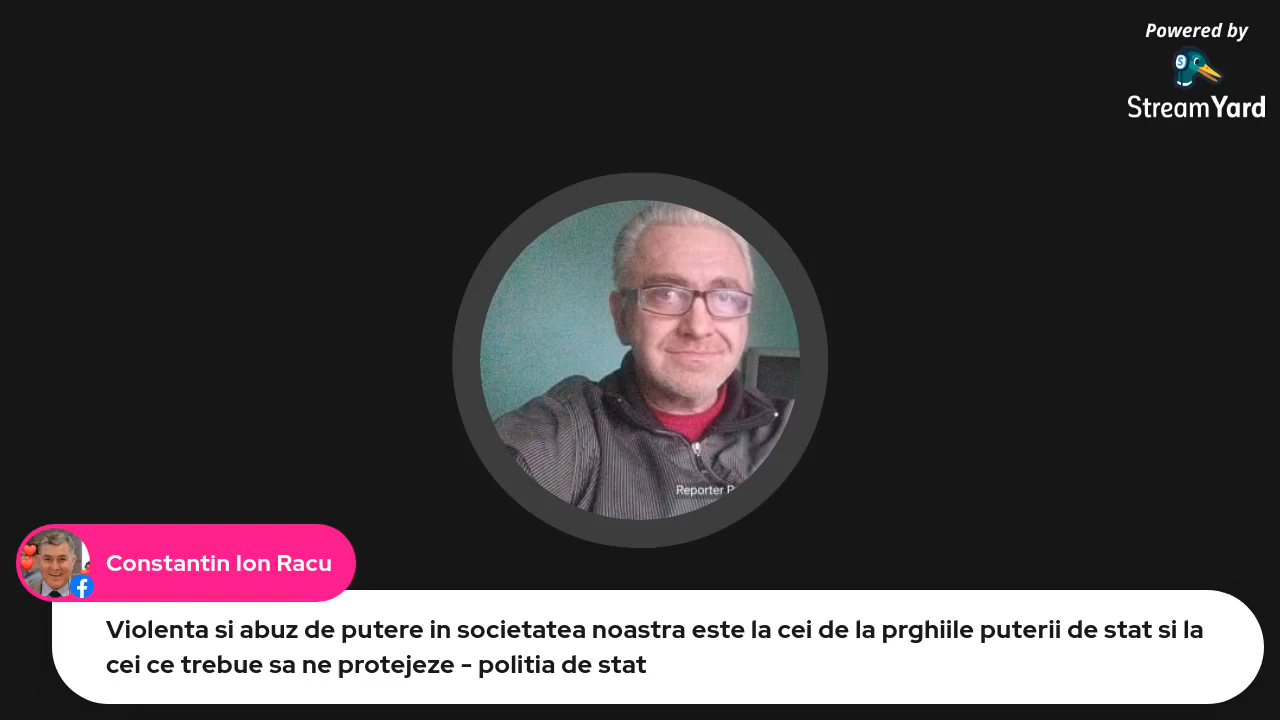 Powered by
StreamYard
Reporter
Constantin Ion Racu
Violenta si abuz de putere in societatea noastra este la cei de la prghiile puterii de stat si la
cei ce trebue sa ne protejeze - politia de stat